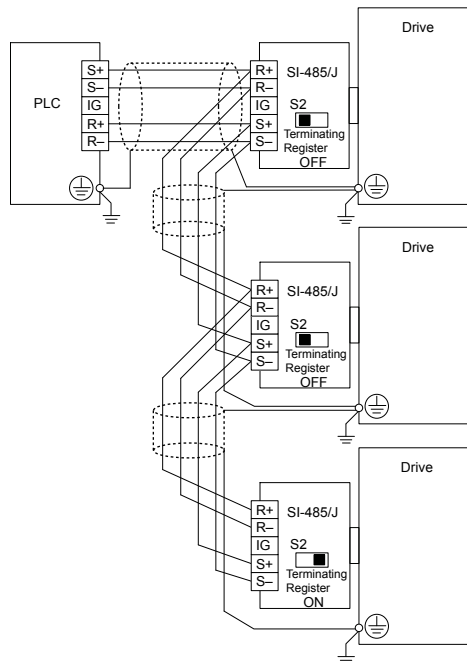 Drive
PLC
S+
S–
IG
R+
R–
R+
R–
IG
S+
S–
SI-485/J
S2
Terminating
Register
OFF
Drive
R+
R–
IG
S+
S–
SI-485/J
S2
Terminating
Register
OFF
Drive
R+
R–
IG
S+
S–
SI-485/J
S2
Terminating
Register
ON